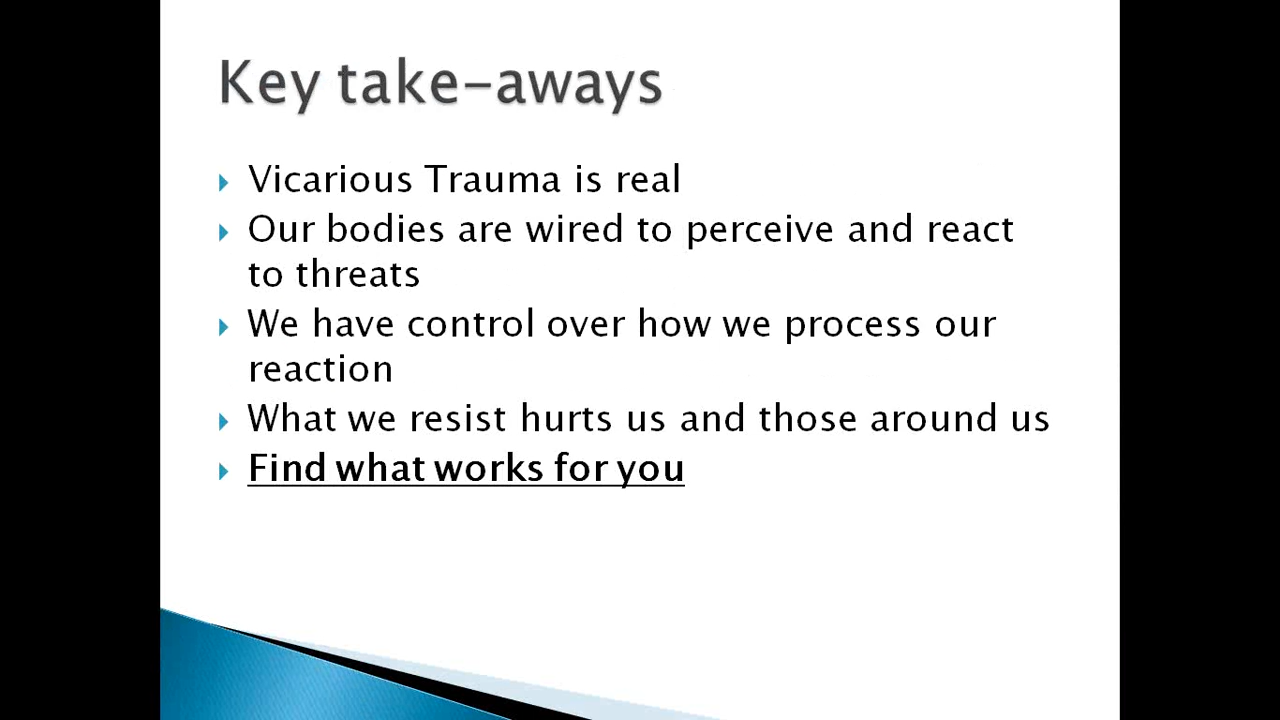 Key take-aways
Vicarious Trauma is real
Our bodies are wired to perceive and react
to threats
We have control over how we process our
reaction
What we resist hurts us and those around us
Find what works for you